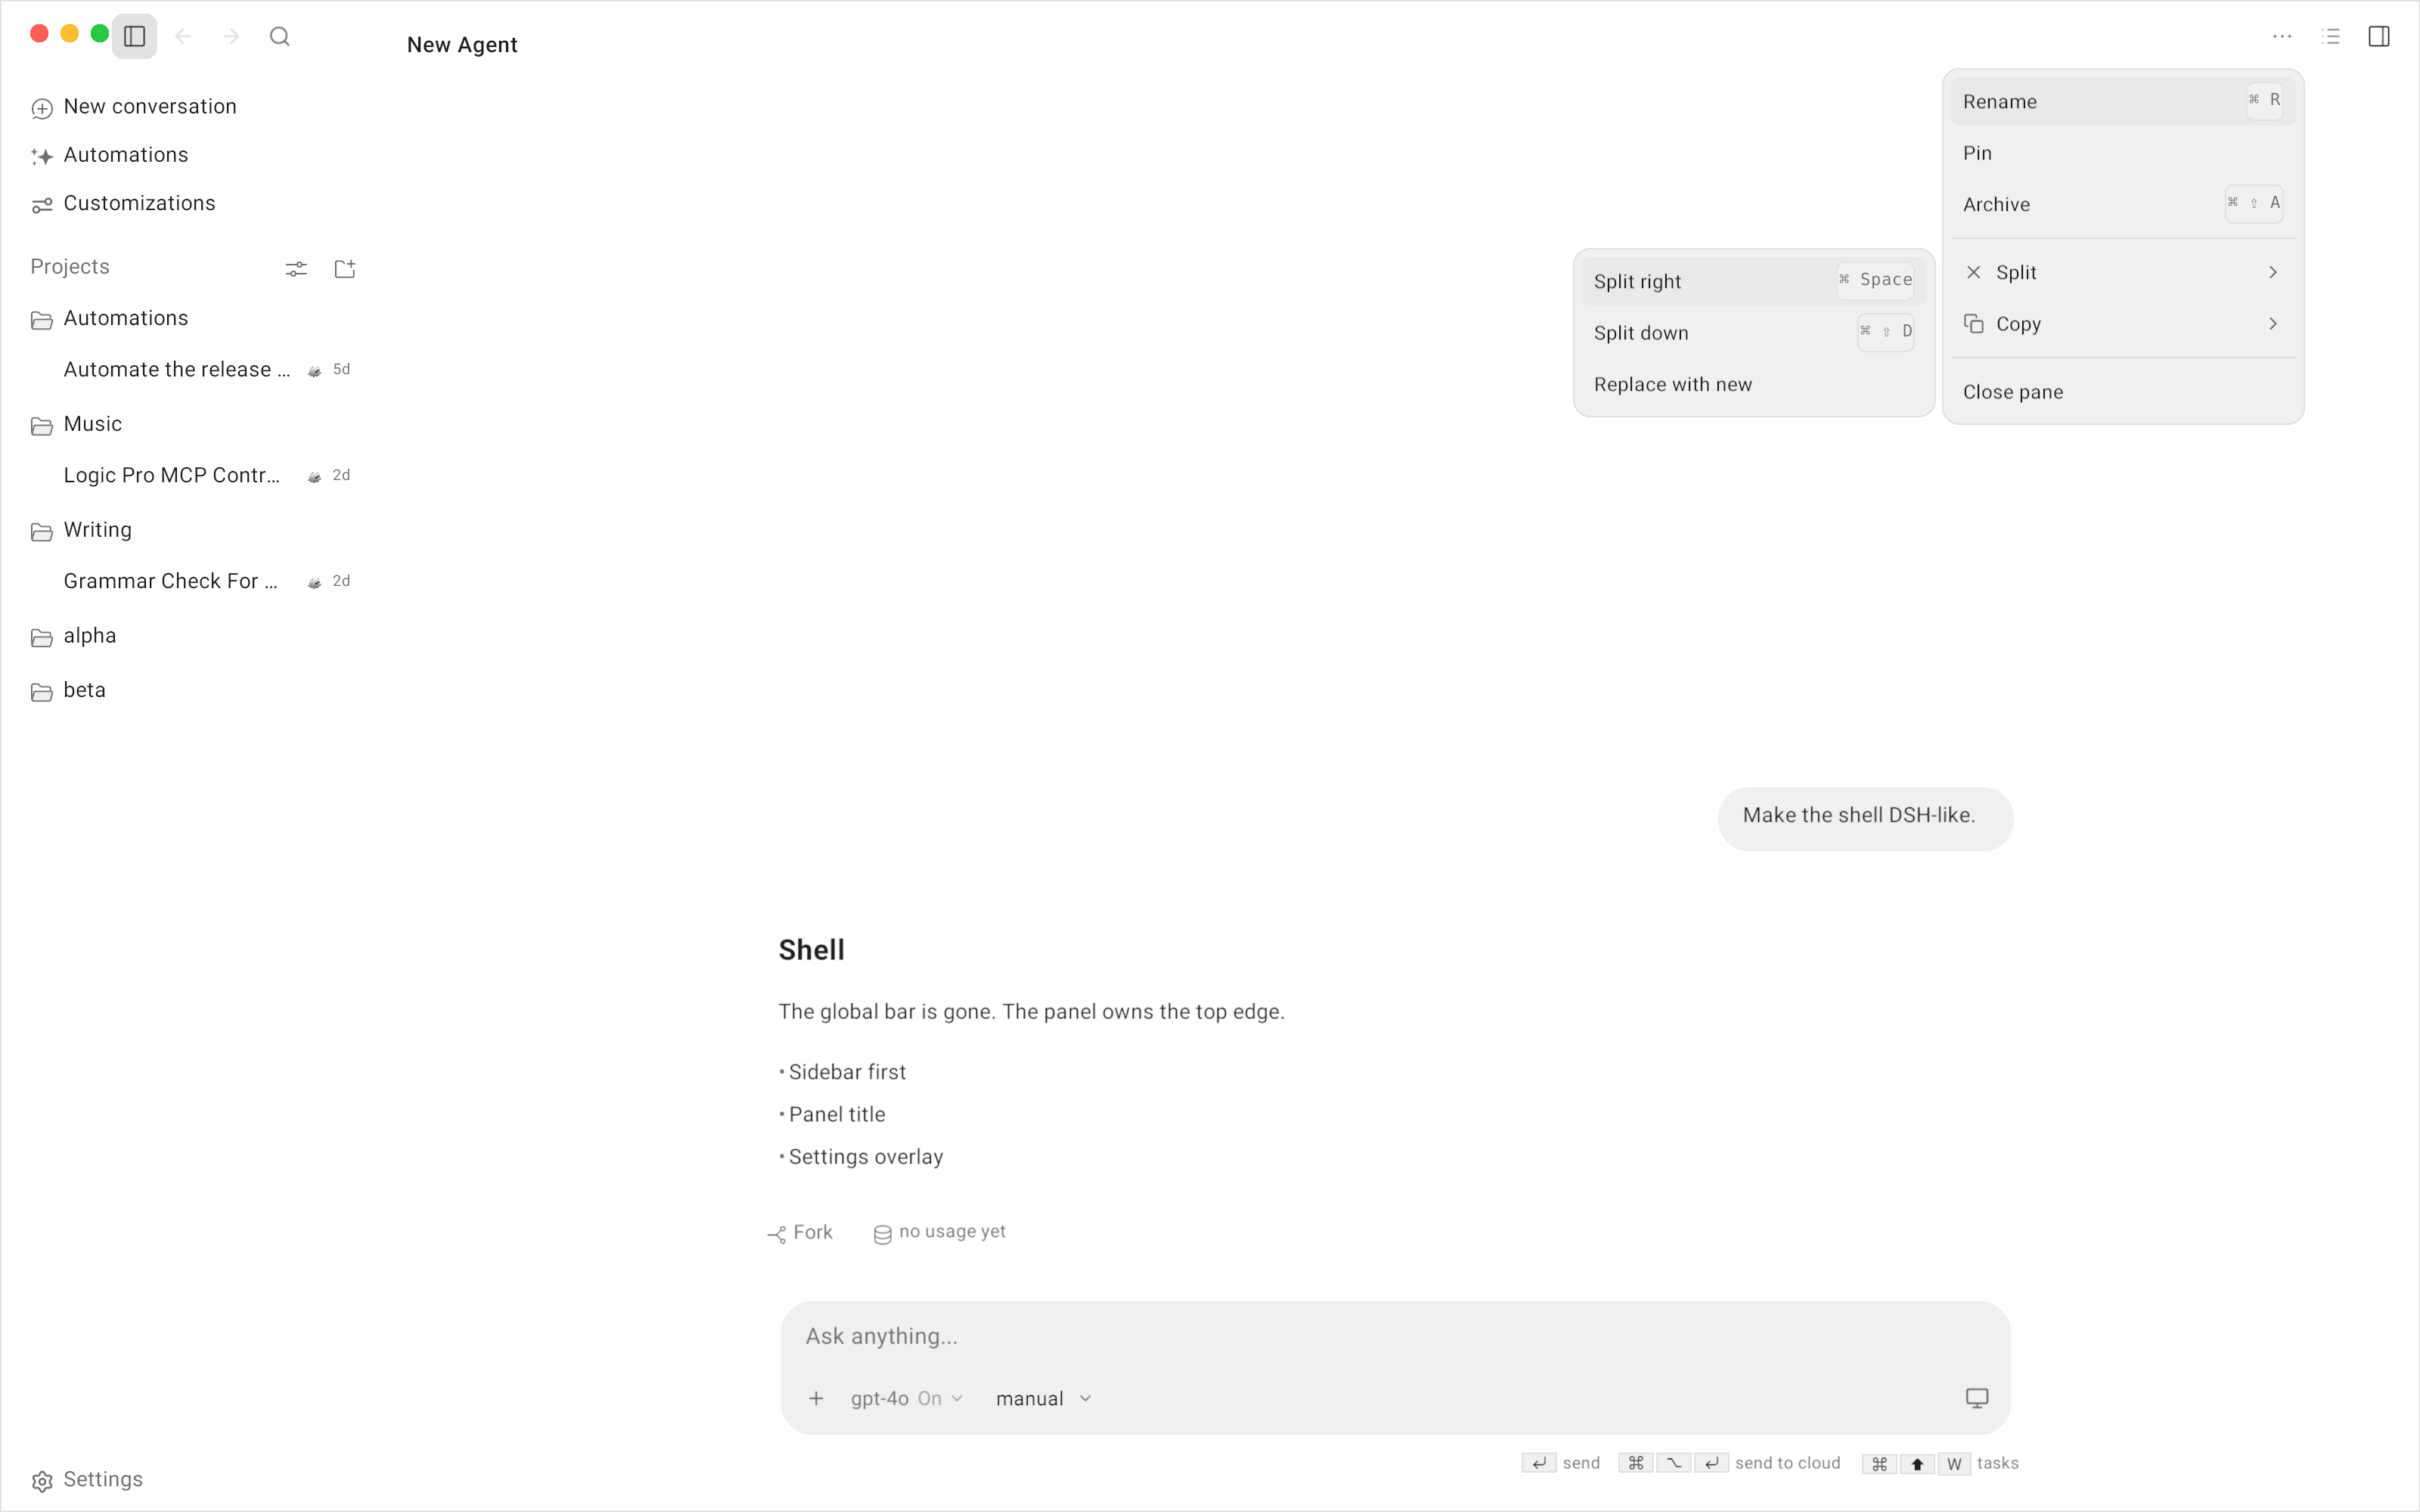 New Agent
New conversation
Automations
Customizations
Projects
Automations
Automate the release ... 5d
Music
Logic Pro MCP Contr... 2d
Writing
Grammar Check For ... 2d
alpha
beta
Settings
Rename ⌘ R
Pin
Archive ⌘ ⇧ A
Split
Copy
Close pane
Split right ⌘ Space
Split down ⌘ ⇧ D
Replace with new
Make the shell DSH-like.
Shell
The global bar is gone. The panel owns the top edge.
• Sidebar first
• Panel title
• Settings overlay
Fork no usage yet
Ask anything...
gpt-4o On manual
↵ send ⌘ ⌥ ↵ send to cloud ⌘ ⬆ W tasks